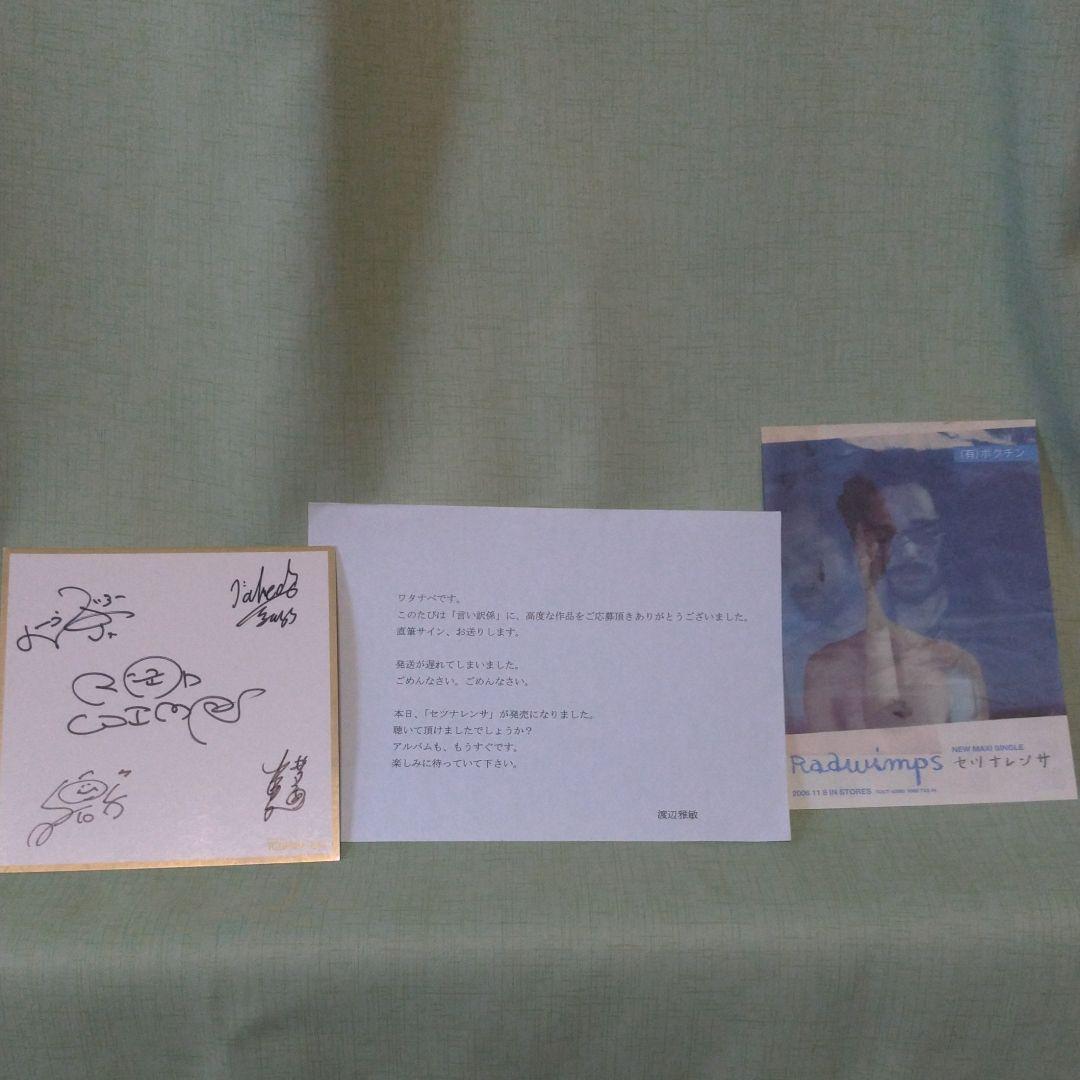 Takeda
RAD
WIMPS
ワタナベです。
このたびは「言い訳係」に、高度な作品をご応募頂きありがとうございました。
直筆サイン、お送りします。
発送が遅れてしまいました。
ごめんなさい。ごめんなさい。
本日、「セツナレンサ」が発売になりました。
聴いて頂けましたでしょうか？
アルバムも、もうすぐです。
楽しみに待っていて下さい。
渡辺雅敏
(有)ボクチン
Radwimps
NEW MAXI SINGLE
セツナレンサ
2006.11.8 IN STORES